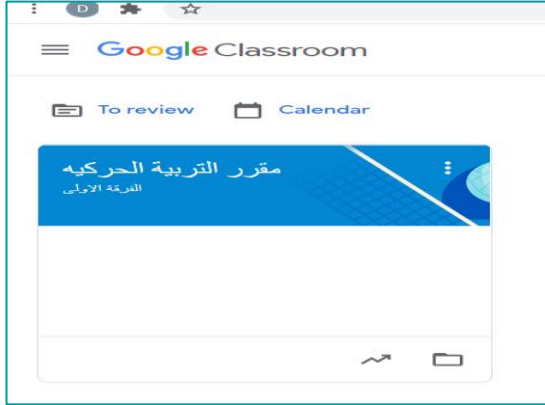 D
Google Classroom
To review
Calendar
مقرر التربية الحركيه
الفرقة الاولى